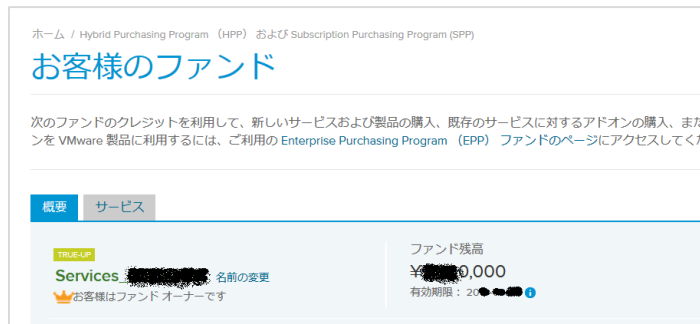 ホーム / Hybrid Purchasing Program （HPP） および Subscription Purchasing Program (SPP)
お客様のファンド
次のファンドのクレジットを利用して、新しいサービスおよび製品の購入、既存のサービスに対するアドオンの購入、また
ンを VMware 製品に利用するには、ご利用の Enterprise Purchasing Program （EPP） ファンドのページにアクセスしてく
概要 サービス
TRUE-UP
Services_ 名前の変更
お客様はファンド オーナーです
ファンド残高
¥ 0,000
有効期限： 20